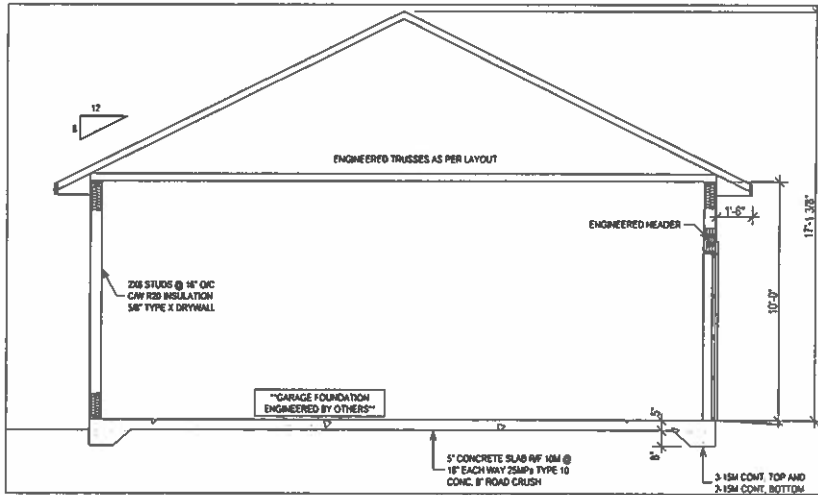 12
ENGINEERED TRUSSES AS PER LAYOUT
1'-6"
ENGINEERED HEADER
17'-1 3/8"
10'-0"
2X6 STUDS @ 16" O/C
C/W R20 INSULATION
5/8" TYPE X DRYWALL
**GARAGE FOUNDATION
ENGINEERED BY OTHERS**
5"
8"
5" CONCRETE SLAB R/F 10M @
18" EACH WAY 25MPa TYPE 10
CONC. 8" ROAD CRUSH
3-15M CONT. TOP AND
2-15M CONT. BOTTOM